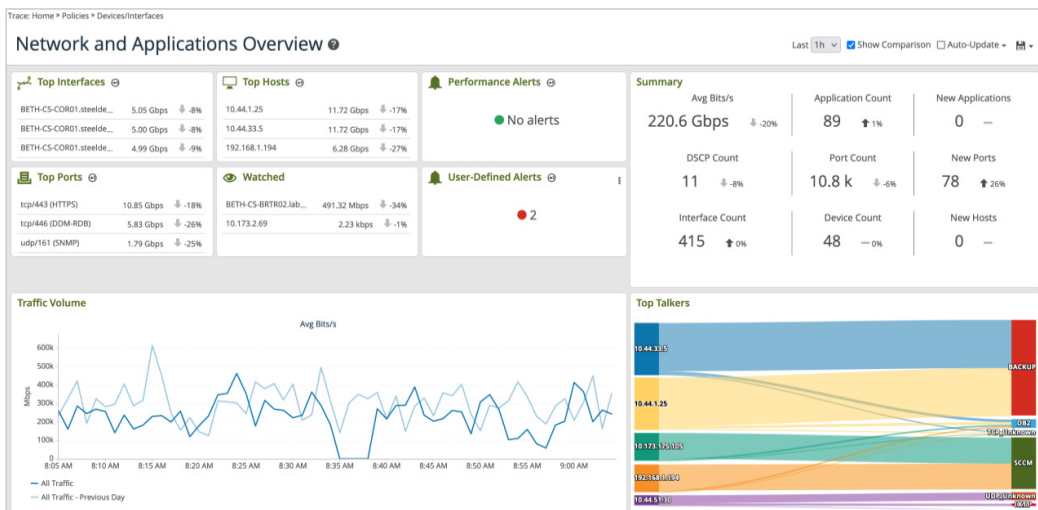 Trace: Home » Policies » Devices/Interfaces
Network and Applications Overview ?
Last 1h Show Comparison Auto-Update
Top Interfaces
BETH-CS-COR01.steelde... 5.05 Gbps -8%
BETH-CS-COR01.steelde... 5.00 Gbps -8%
BETH-CS-COR01.steelde... 4.99 Gbps -9%
Top Hosts
10.44.1.25 11.72 Gbps -17%
10.44.33.5 11.72 Gbps -17%
192.168.1.194 6.28 Gbps -27%
Performance Alerts
No alerts
Summary
Avg Bits/s Application Count New Applications
220.6 Gbps -20% 89 1% 0 —
DSCP Count Port Count New Ports
11 -8% 10.8 k -6% 78 26%
Interface Count Device Count New Hosts
415 0% 48 — 0% 0 —
Top Ports
tcp/443 (HTTPS) 10.85 Gbps -18%
tcp/446 (DDM-RDB) 5.83 Gbps -26%
udp/161 (SNMP) 1.79 Gbps -25%
Watched
BETH-CS-BRTR02.lab... 491.32 Mbps -34%
10.173.2.69 2.23 kbps -1%
User-Defined Alerts
2
Traffic Volume
Avg Bits/s
Mbps
600k
500k
400k
300k
200k
100k
0
8:05 AM 8:10 AM 8:15 AM 8:20 AM 8:25 AM 8:30 AM 8:35 AM 8:40 AM 8:45 AM 8:50 AM 8:55 AM 9:00 AM
All Traffic
All Traffic - Previous Day
Top Talkers
10.44.33.5
10.44.1.25
10.173.175.105
192.168.1.194
10.44.51.30
BACKUP
DB2
TCP_Unknown
SCCM
UDP_Unknown